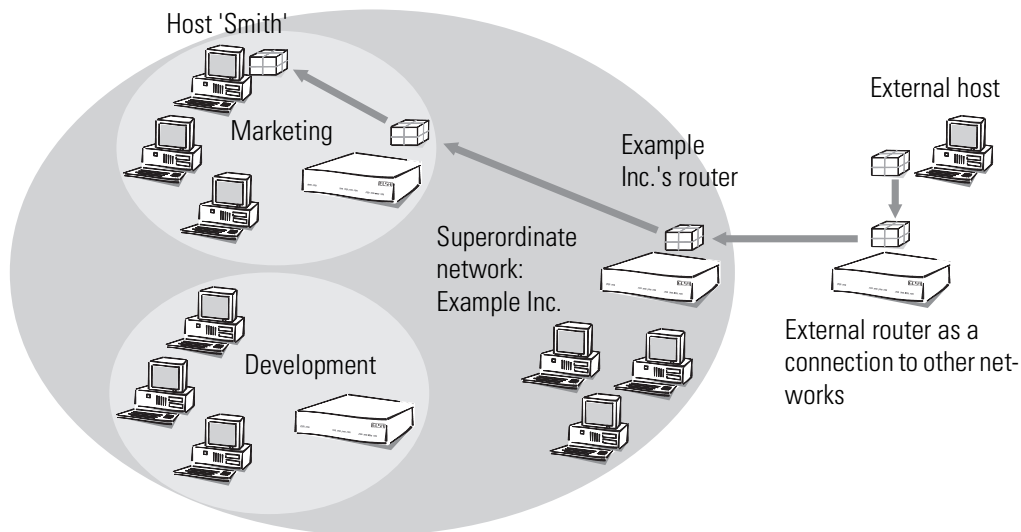 Host 'Smith'
External host
Marketing
Example
Inc.'s router
Superordinate
network:
Example Inc.
External router as a
connection to other net-
works
Development